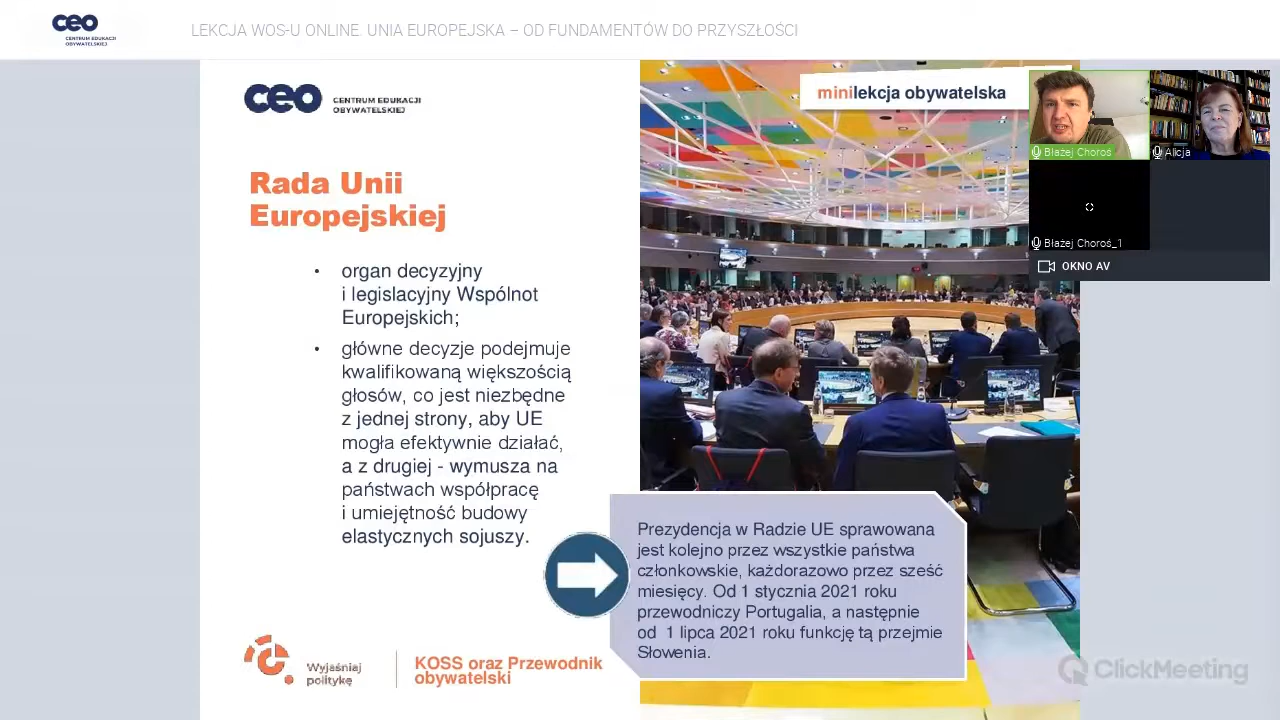 ceo
CENTRUM EDUKACJI
OBYWATELSKIEJ
LEKCJA WOS-U ONLINE. UNIA EUROPEJSKA – OD FUNDAMENTÓW DO PRZYSZŁOŚCI
ceo
CENTRUM EDUKACJI
OBYWATELSKIEJ
minilekcja obywatelska
Błażej Choroś
Alicja
Błażej Choroś_1
OKNO AV
Rada Unii
Europejskiej
• organ decyzyjny
i legislacyjny Wspólnot
Europejskich;
• główne decyzje podejmuje
kwalifikowaną większością
głosów, co jest niezbędne
z jednej strony, aby UE
mogła efektywnie działać,
a z drugiej - wymusza na
państwach współpracę
i umiejętność budowy
elastycznych sojuszy.
Prezydencja w Radzie UE sprawowana
jest kolejno przez wszystkie państwa
członkowskie, każdorazowo przez sześć
miesięcy. Od 1 stycznia 2021 roku
przewodniczy Portugalia, a następnie
od 1 lipca 2021 roku funkcję tą przejmie
Słowenia.
Wyjaśniaj
politykę
KOSS oraz Przewodnik
obywatelski
ClickMeeting